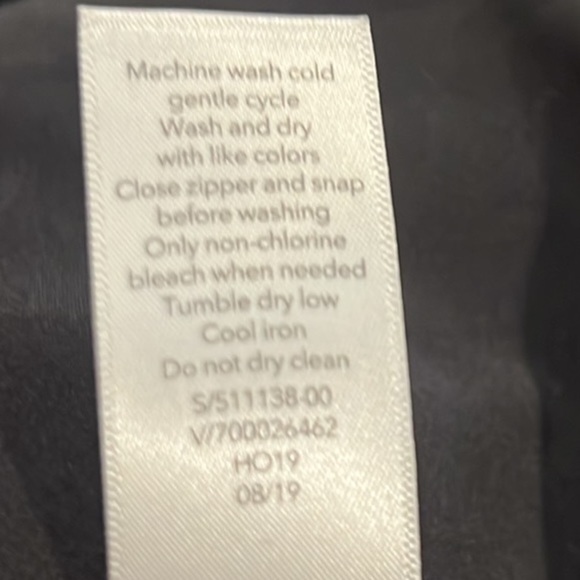 Machine wash cold
gentle cycle
Wash and dry
with like colors
Close zipper and snap
before washing
Only non-chlorine
bleach when needed
Tumble dry low
Cool iron
Do not dry clean
S/511138-00
V/700026462
HO19
08/19